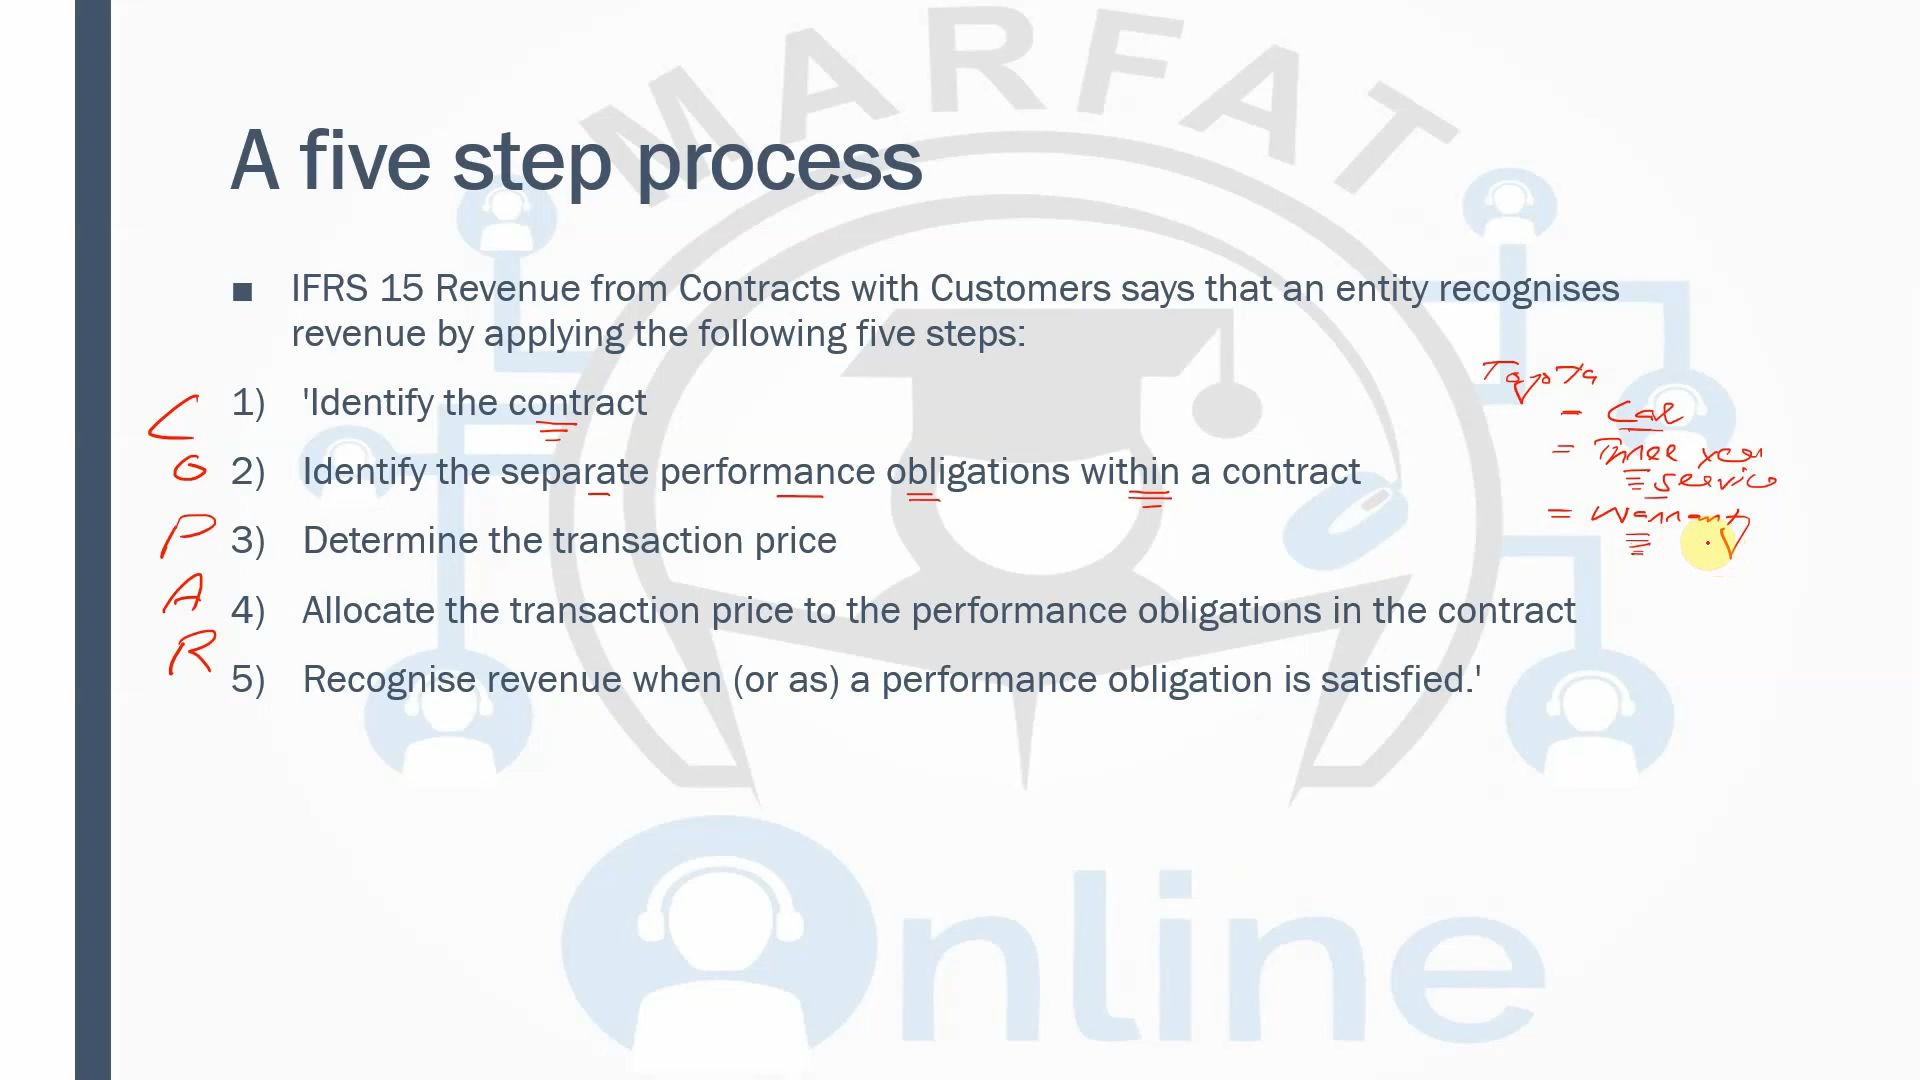 MARFAT
A five step process
■ IFRS 15 Revenue from Contracts with Customers says that an entity recognises
revenue by applying the following five steps:
C 1) 'Identify the contract
O 2) Identify the separate performance obligations within a contract
P 3) Determine the transaction price
A 4) Allocate the transaction price to the performance obligations in the contract
R 5) Recognise revenue when (or as) a performance obligation is satisfied.'
Toyota
- Car
= Three year
service
= Warranty
Online